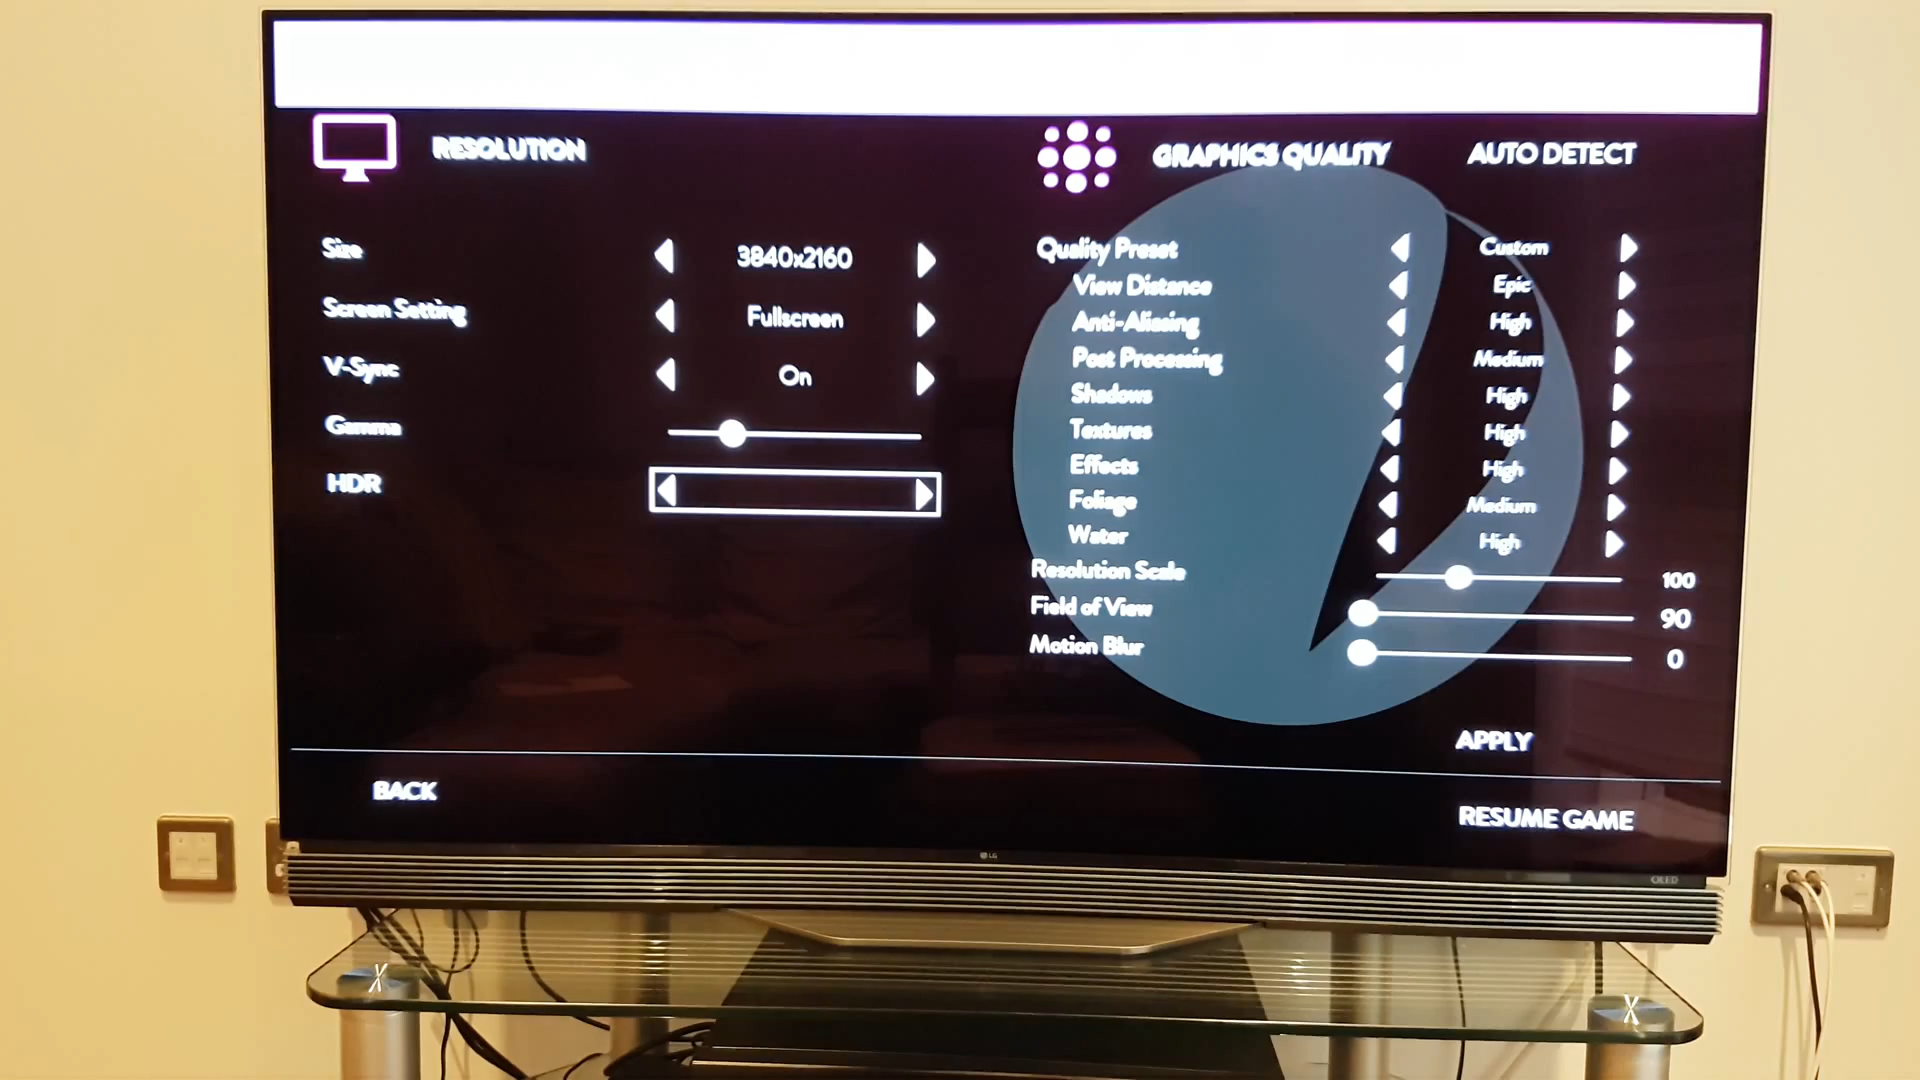 RESOLUTION
Size 3840x2160
Screen Setting Fullscreen
V-Sync On
Gamma
HDR
GRAPHICS QUALITY AUTO DETECT
Quality Preset Custom
View Distance Epic
Anti-Aliasing High
Post Processing Medium
Shadows High
Textures High
Effects High
Foliage Medium
Water High
Resolution Scale 100
Field of View 90
Motion Blur 0
APPLY
BACK
RESUME GAME
LG
OLED